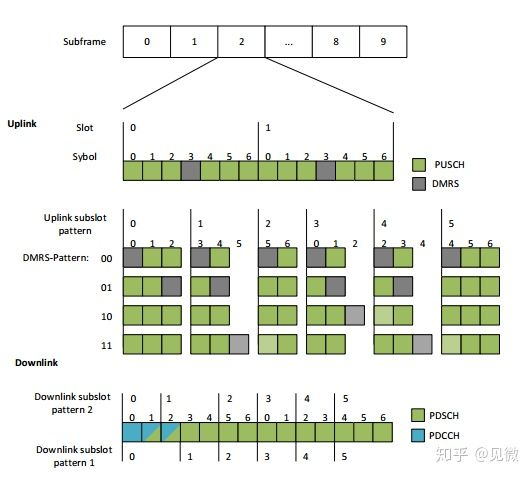 Subframe 0 1 2 ... 8 9
Uplink
Slot 0 1
Sybol 0 1 2 3 4 5 6 0 1 2 3 4 5 6
PUSCH
DMRS
Uplink subslot pattern 0 1 2 3 4 5
0 1 2 3 4 5 5 6 0 1 2 2 3 4 4 5 6
DMRS-Pattern: 00
01
10
11
Downlink
Downlink subslot pattern 2 0 1 2 3 4 5
0 1 2 3 4 5 6 0 1 2 3 4 5 6
PDSCH
PDCCH
Downlink subslot pattern 1 0 1 2 3 4 5
知乎 @见微